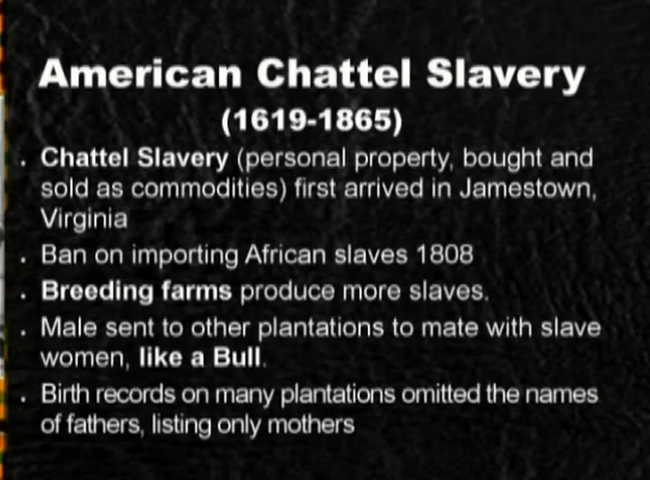 American Chattel Slavery
(1619-1865)
. Chattel Slavery (personal property, bought and
sold as commodities) first arrived in Jamestown,
Virginia
. Ban on importing African slaves 1808
. Breeding farms produce more slaves.
. Male sent to other plantations to mate with slave
women, like a Bull.
. Birth records on many plantations omitted the names
of fathers, listing only mothers